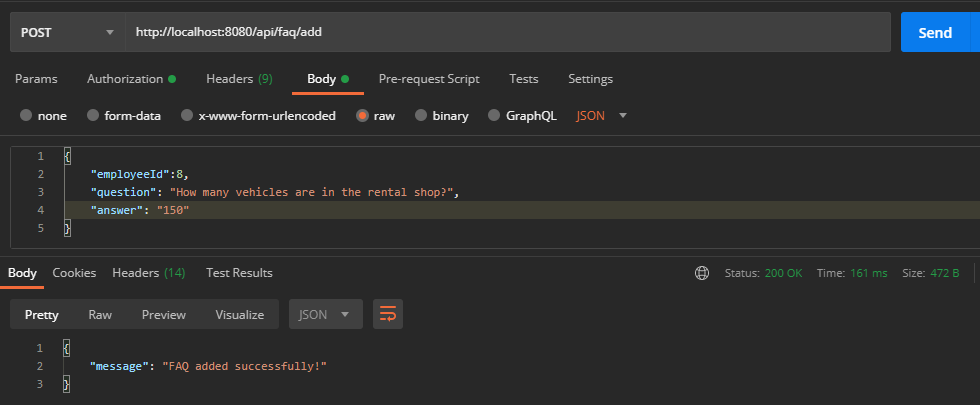 POST http://localhost:8080/api/faq/add Send
Params Authorization Headers (9) Body Pre-request Script Tests Settings
none form-data x-www-form-urlencoded raw binary GraphQL JSON
1 {
2 "employeeId":8,
3 "question": "How many vehicles are in the rental shop?",
4 "answer": "150"
5 }
Body Cookies Headers (14) Test Results Status: 200 OK Time: 161 ms Size: 472 B
Pretty Raw Preview Visualize JSON
1 {
2 "message": "FAQ added successfully!"
3 }